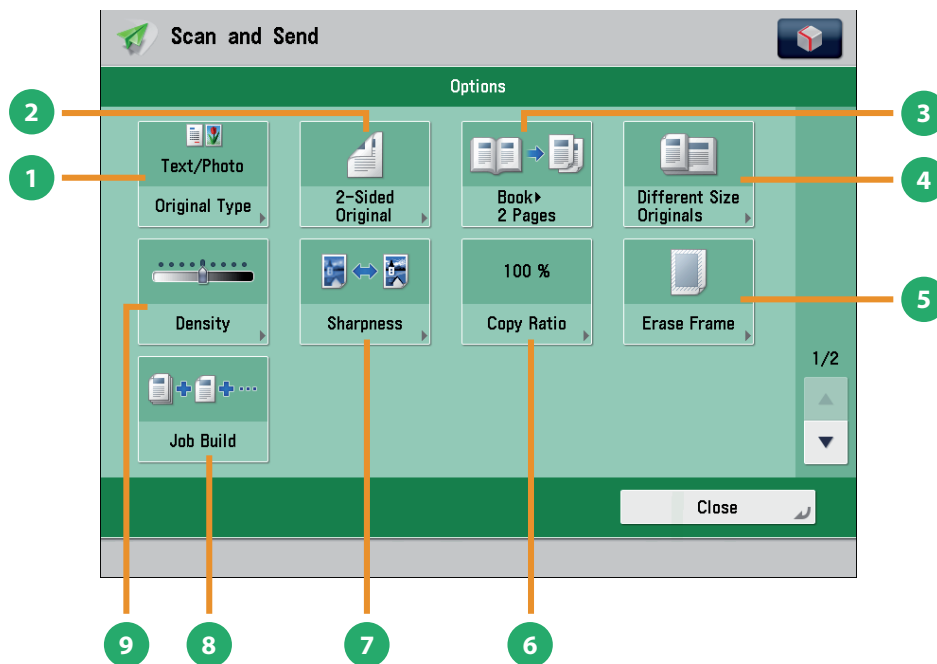 Scan and Send
Options
2
3
1
4
Text/Photo
Original Type
2-Sided
Original
Book▸
2 Pages
Different Size
Originals
5
Density
Sharpness
100 %
Copy Ratio
Erase Frame
1/2
Job Build
Close
9
8
7
6